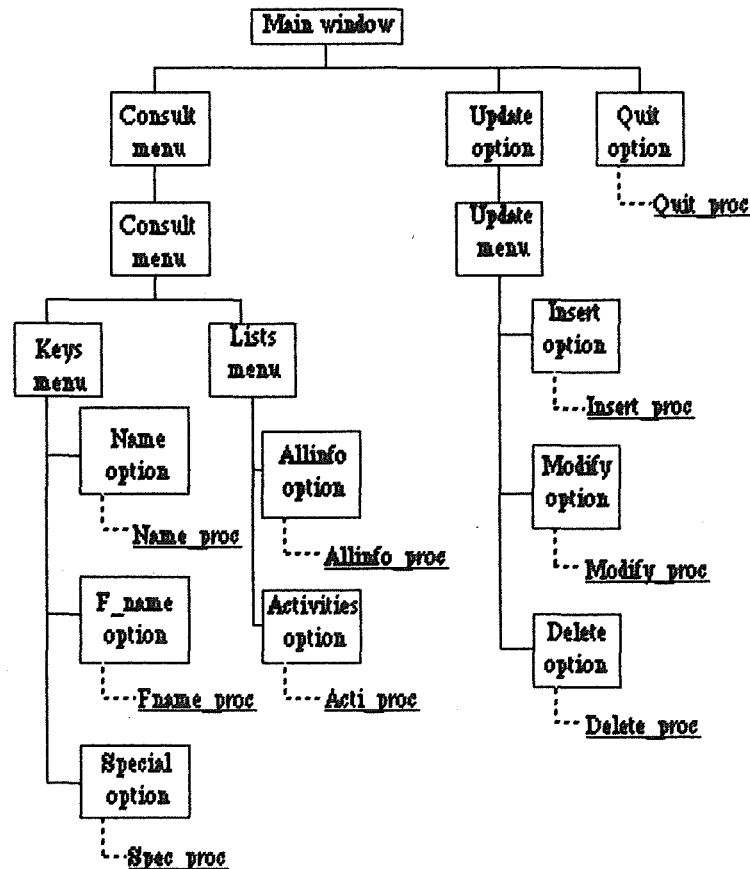 Main window
Consult
menu
Update
option
Quit
option
Quit_proc
Consult
menu
Update
menu
Keys
menu
Lists
menu
Insert
option
Insert_proc
Name
option
Name_proc
Allinfo
option
Allinfo_proc
Modify
option
Modify_proc
F_name
option
Fname_proc
Activities
option
Acti_proc
Delete
option
Delete_proc
Special
option
Spec_proc